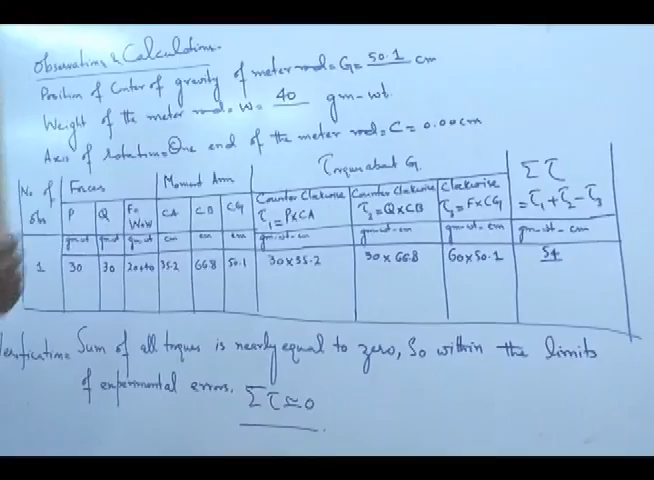 Observations & Calculations.
Position of Center of gravity of meter rod = G = 50.1 cm
Weight of the meter rod = W = 40 gm-wt.
Axis of rotation = One end of the meter rod = C = 0.00 cm
No of obs
Forces
Moment Arm
Torques about G.
Στ = τ₁ + τ₂ - τ₃
P Q F= W+W CA CB CG
Counter Clockwise τ₁ = P×CA
Counter Clockwise τ₂ = Q×CB
Clockwise τ₃ = F×CG
gm-wt gm-wt gm-wt cm cm cm gm-wt-cm gm-wt-cm gm-wt-cm gm-wt-cm
1 30 30 20+40 35.2 66.8 50.1 30×35.2 30×66.8 60×50.1 54
Verification= Sum of all torques is nearly equal to zero, So within the limits
of experimental errors. Στ≃0